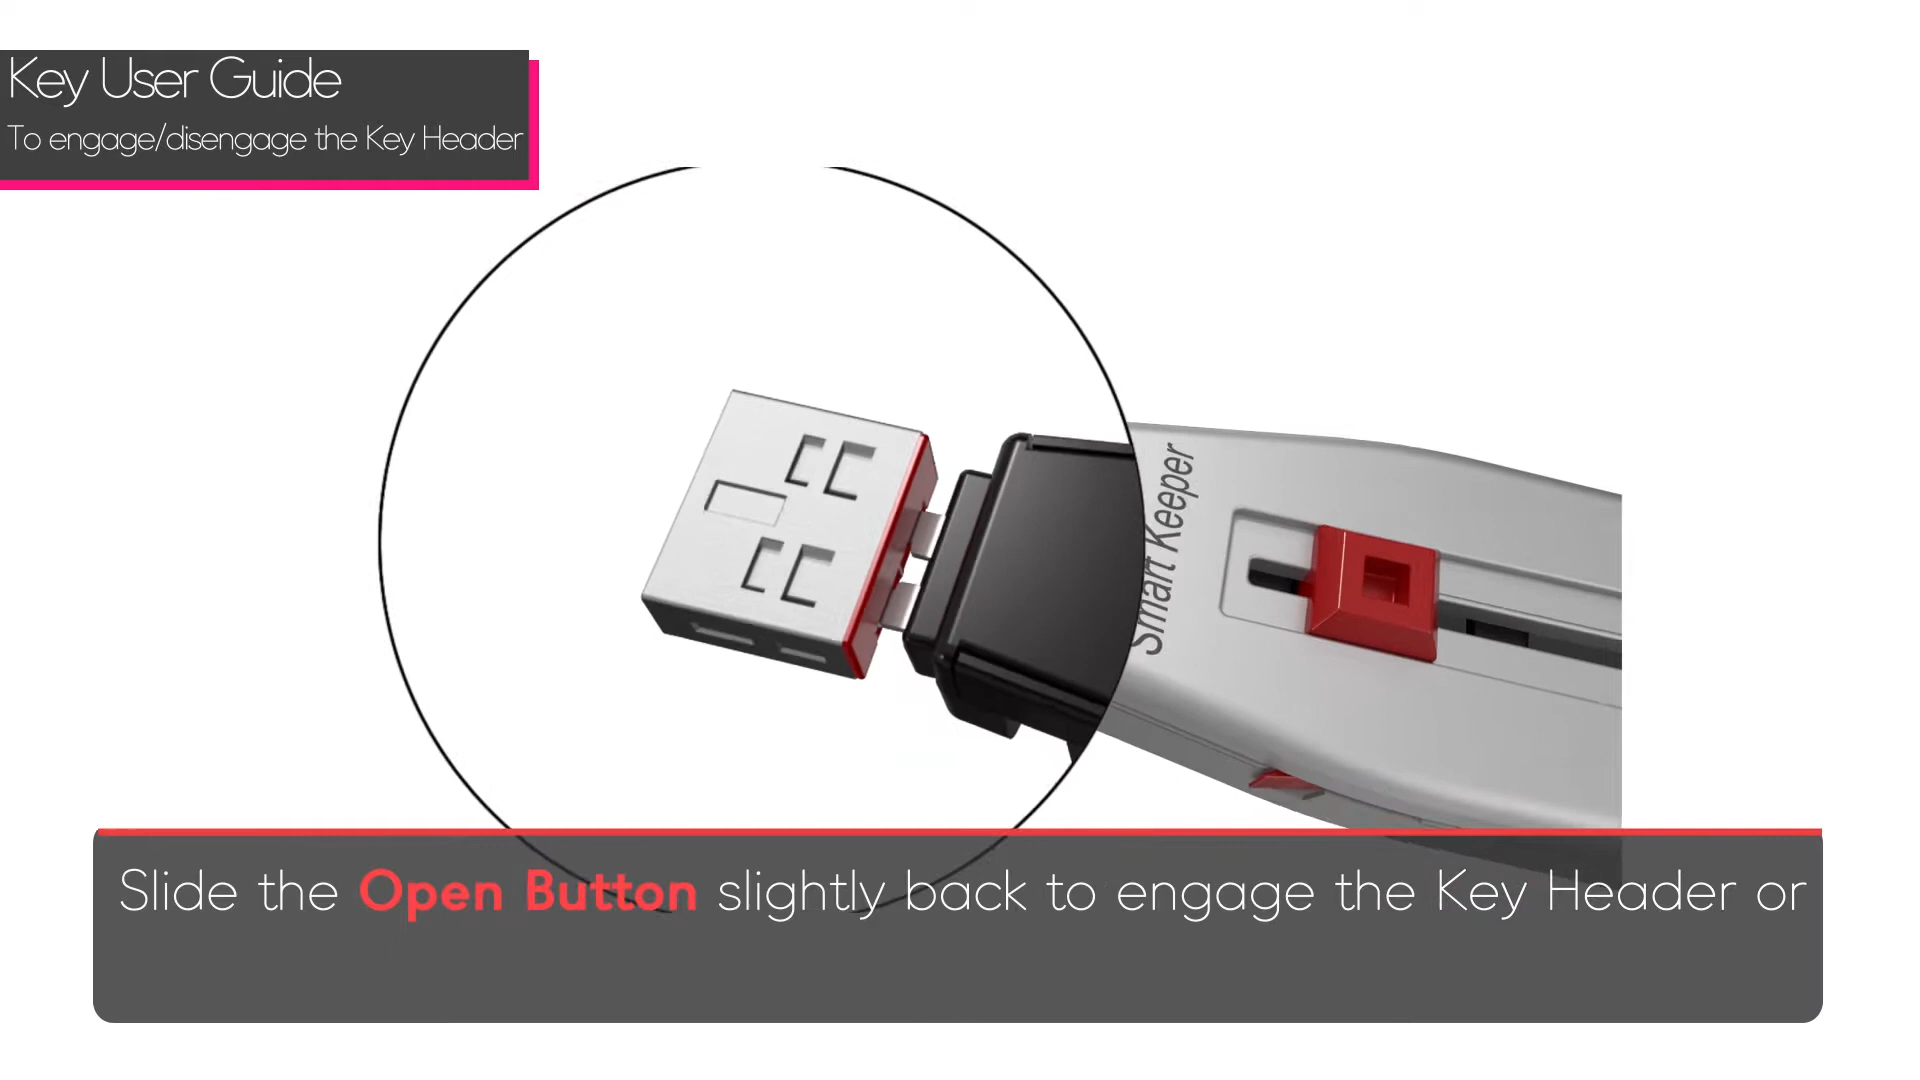 Key User Guide
To engage/disengage the Key Header
Smart Keeper
Slide the Open Button slightly back to engage the Key Header or